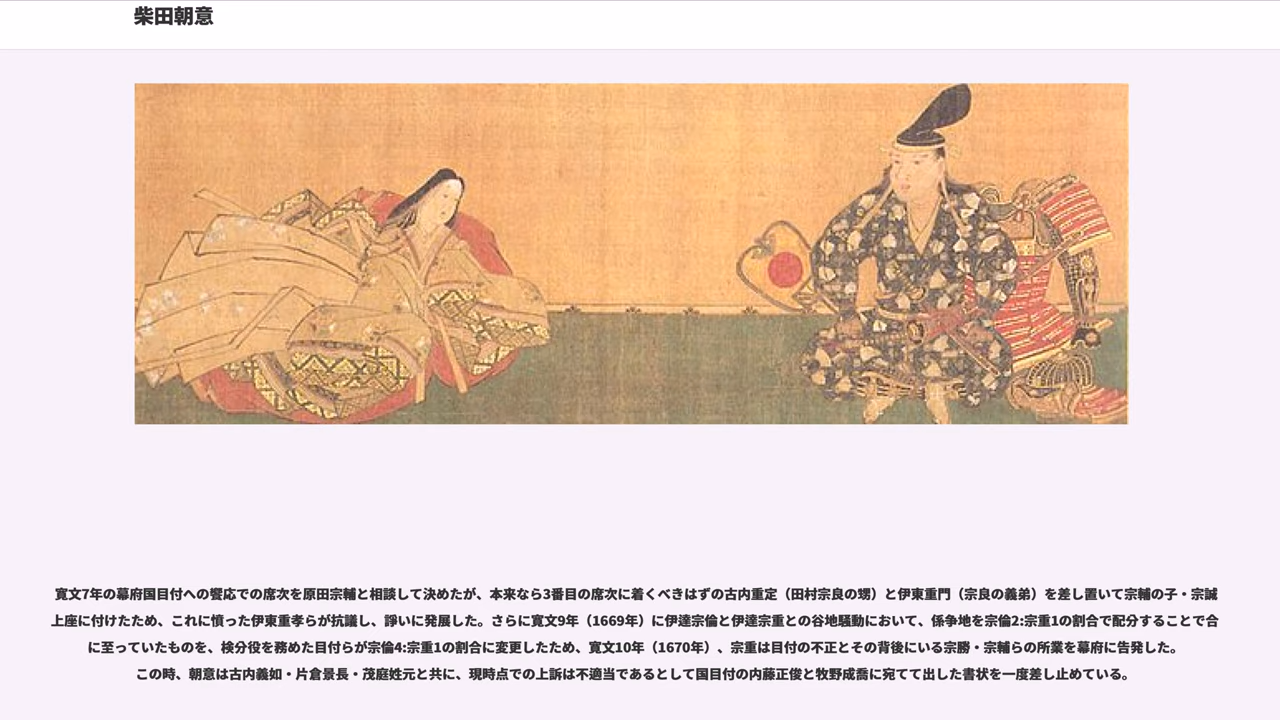 柴田朝意
寛文7年の幕府国目付への饗応での席次を原田宗輔と相談して決めたが、本来なら3番目の席次に着くべきはずの古内重定（田村宗良の甥）と伊東重門（宗良の義弟）を差し置いて宗輔の子・宗誠
上座に付けたため、これに憤った伊東重孝らが抗議し、諍いに発展した。さらに寛文9年（1669年）に伊達宗倫と伊達宗重との谷地騒動において、係争地を宗倫2:宗重1の割合で配分することで合
に至っていたものを、検分役を務めた目付らが宗倫4:宗重1の割合に変更したため、寛文10年（1670年）、宗重は目付の不正とその背後にいる宗勝・宗輔らの所業を幕府に告発した。
この時、朝意は古内義如・片倉景長・茂庭姓元と共に、現時点での上訴は不適当であるとして国目付の内藤正俊と牧野成喬に宛てて出した書状を一度差し止めている。